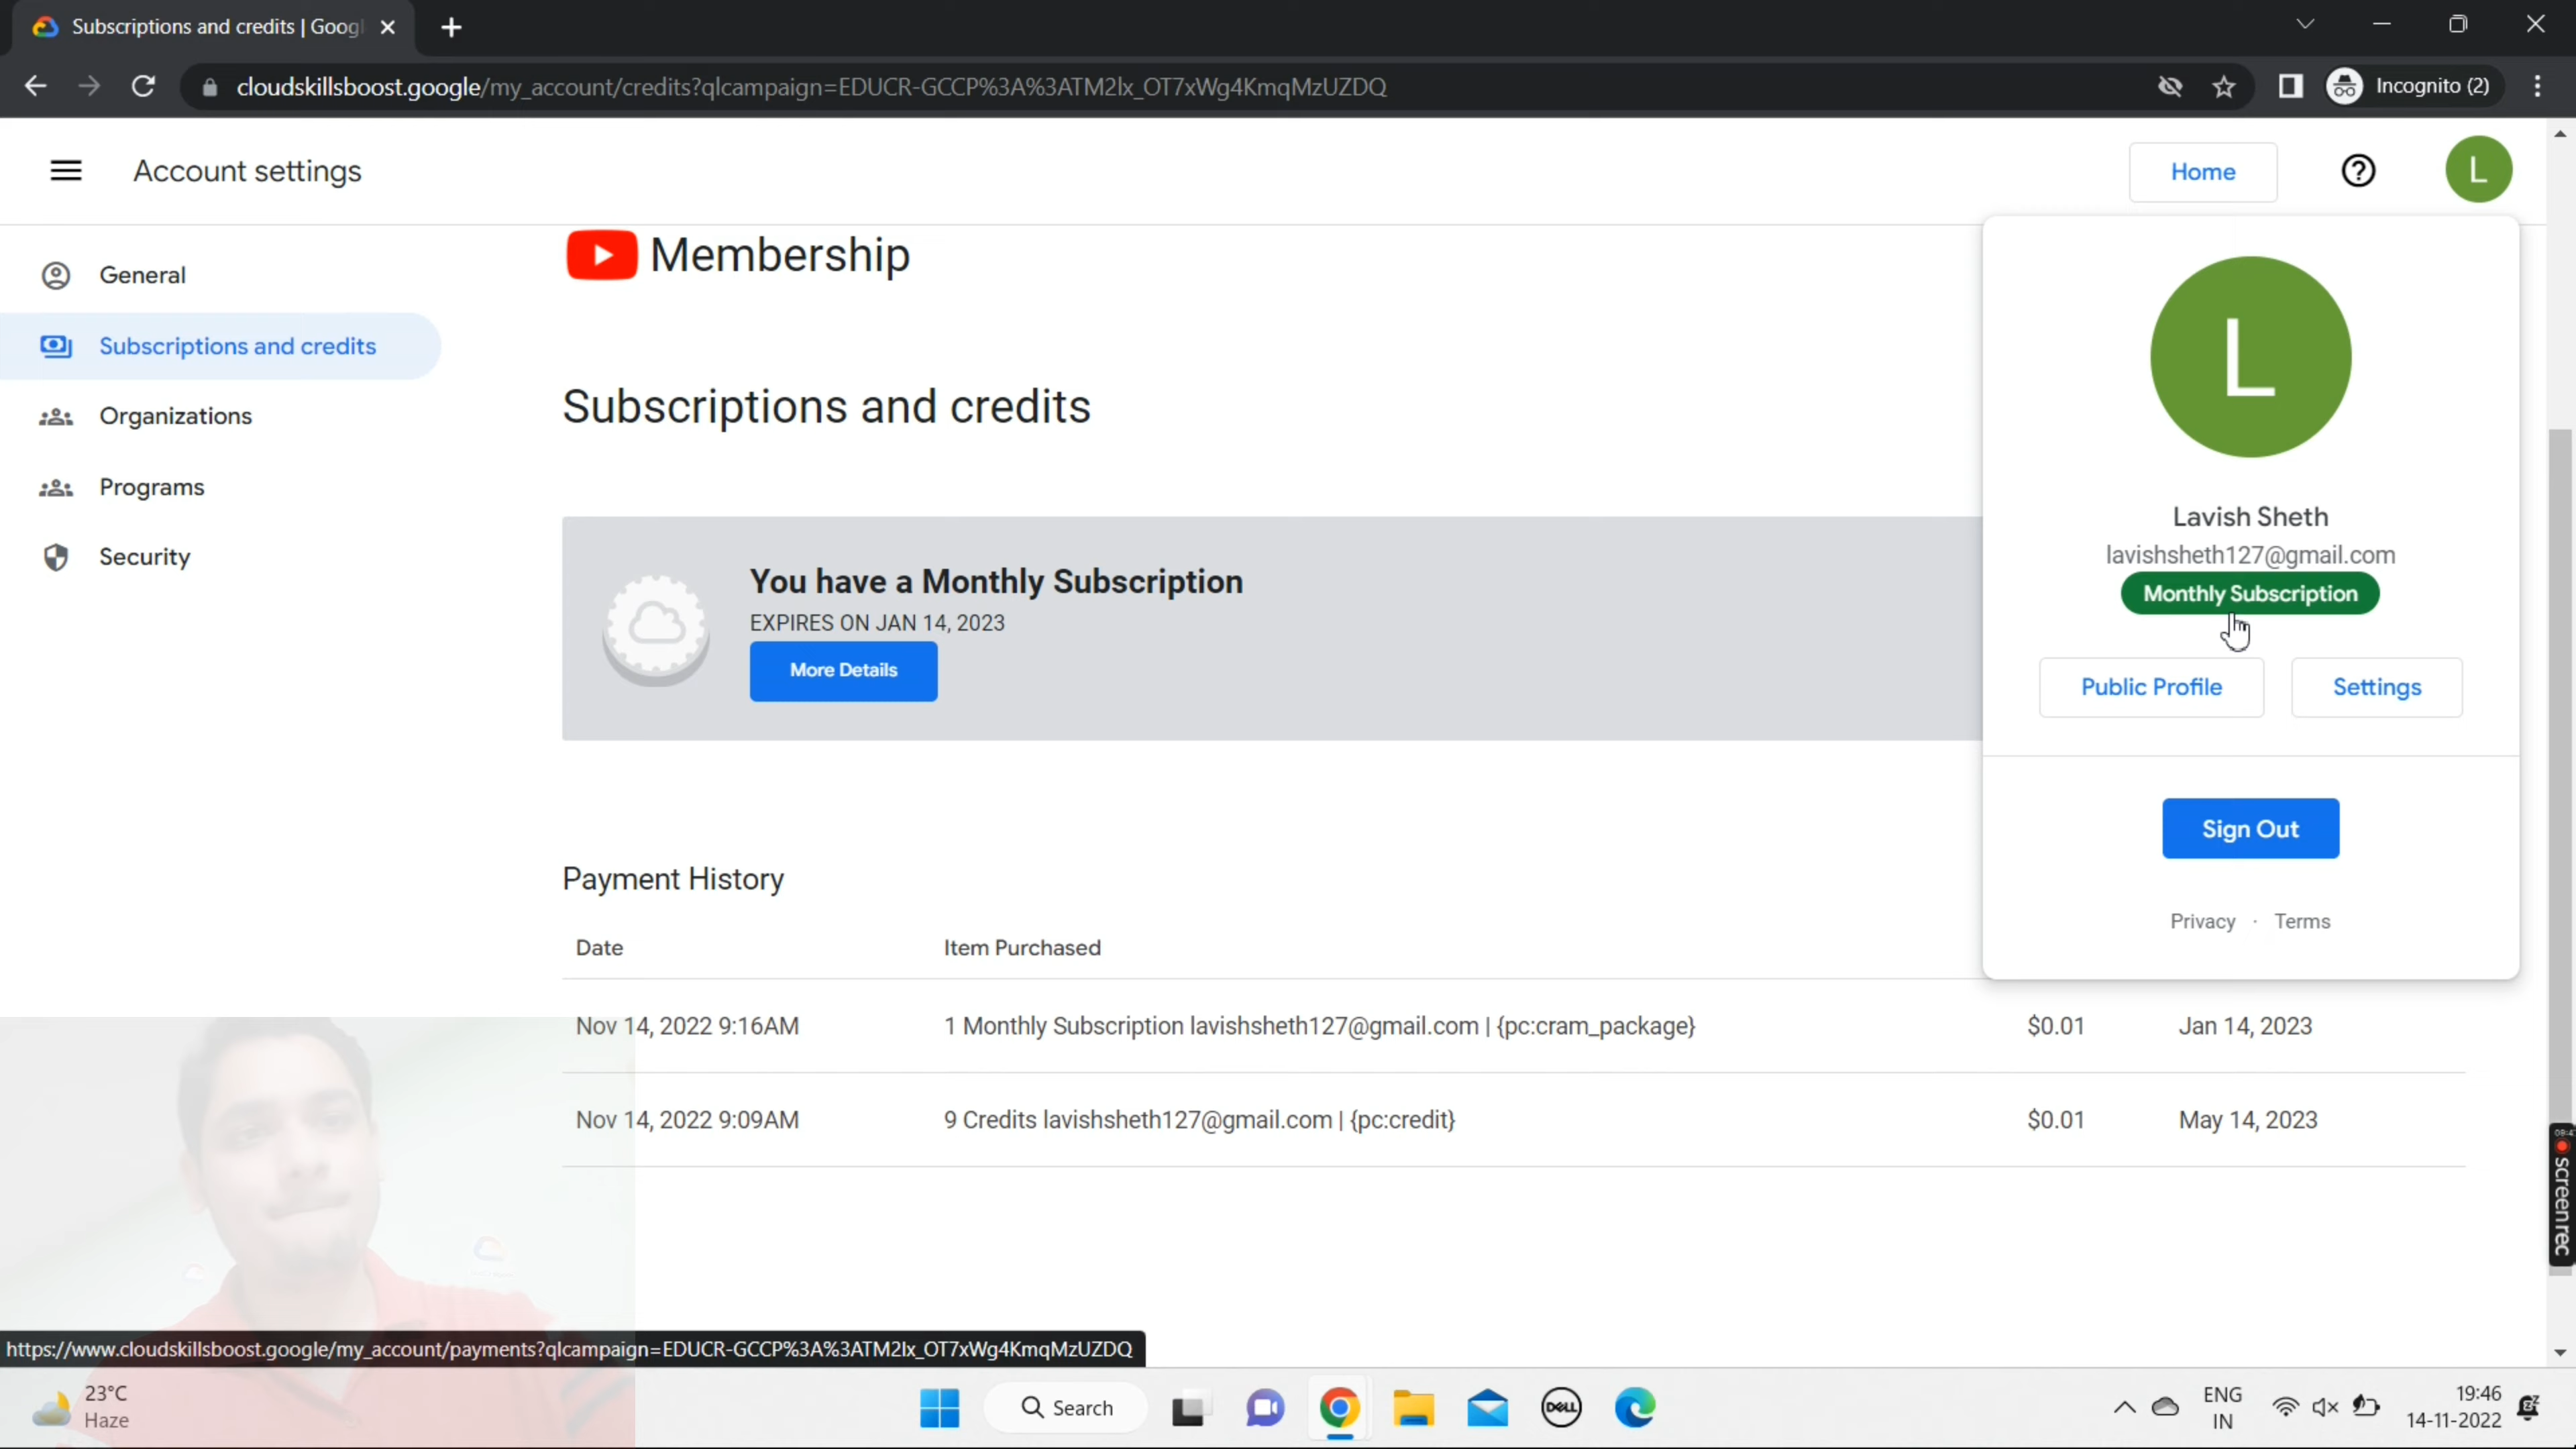 Subscriptions and credits | Googl
cloudskillsboost.google/my_account/credits?qlcampaign=EDUCR-GCCP%3A%3ATM2lx_OT7xWg4KmqMzUZDQ
Incognito (2)
Account settings
Home
L
General
Subscriptions and credits
Organizations
Programs
Security
Membership
Subscriptions and credits
You have a Monthly Subscription
EXPIRES ON JAN 14, 2023
More Details
L
Lavish Sheth
lavishsheth127@gmail.com
Monthly Subscription
Public Profile
Settings
Sign Out
Privacy · Terms
Payment History
Date Item Purchased
Nov 14, 2022 9:16AM 1 Monthly Subscription lavishsheth127@gmail.com | {pc:cram_package} $0.01 Jan 14, 2023
Nov 14, 2022 9:09AM 9 Credits lavishsheth127@gmail.com | {pc:credit} $0.01 May 14, 2023
screenrec
https://www.cloudskillsboost.google/my_account/payments?qlcampaign=EDUCR-GCCP%3A%3ATM2lx_OT7xWg4KmqMzUZDQ
23°C
Haze
Search
DELL
ENG
IN
19:46
14-11-2022